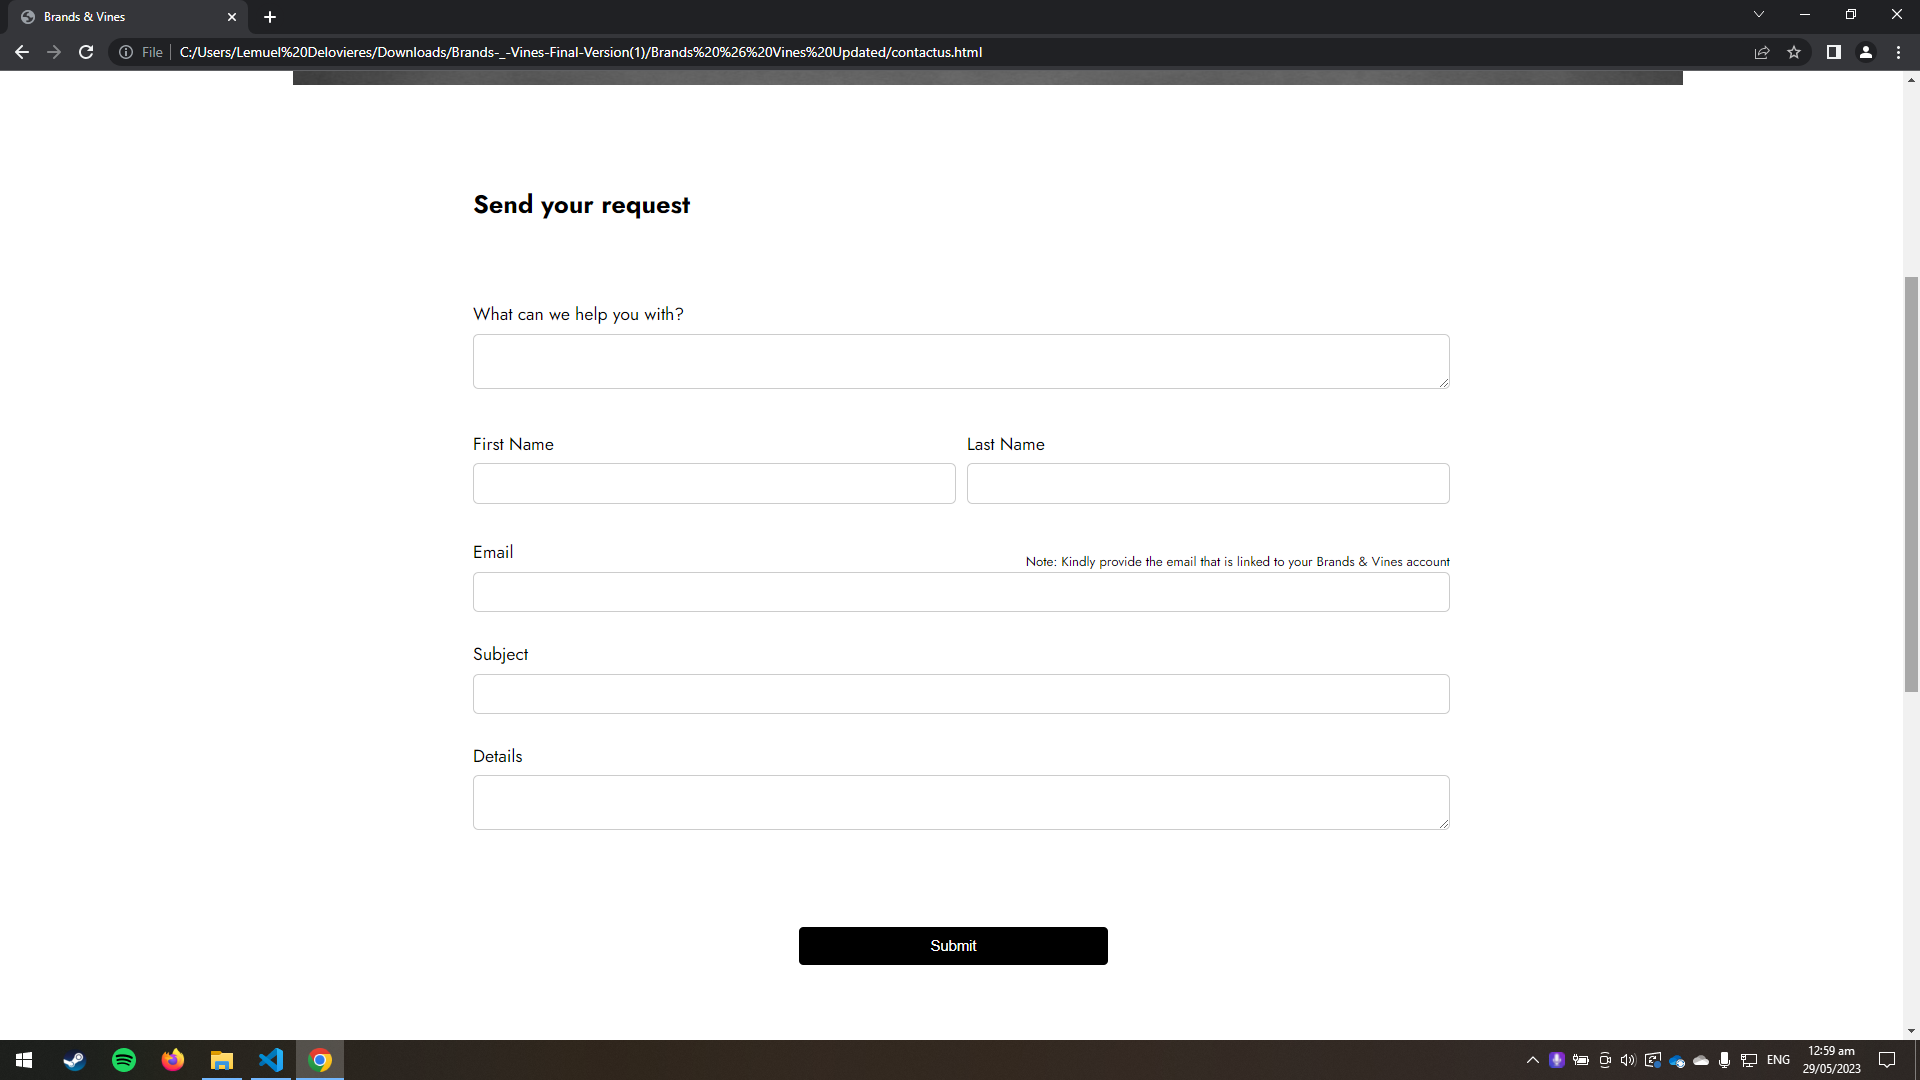 Brands & Vines
File
C:/Users/Lemuel%20Delovieres/Downloads/Brands-_-Vines-Final-Version(1)/Brands%20%26%20Vines%20Updated/contactus.html
Send your request
What can we help you with?
First Name
Last Name
Email
Note: Kindly provide the email that is linked to your Brands & Vines account
Subject
Details
Submit
ENG
12:59 am
29/05/2023